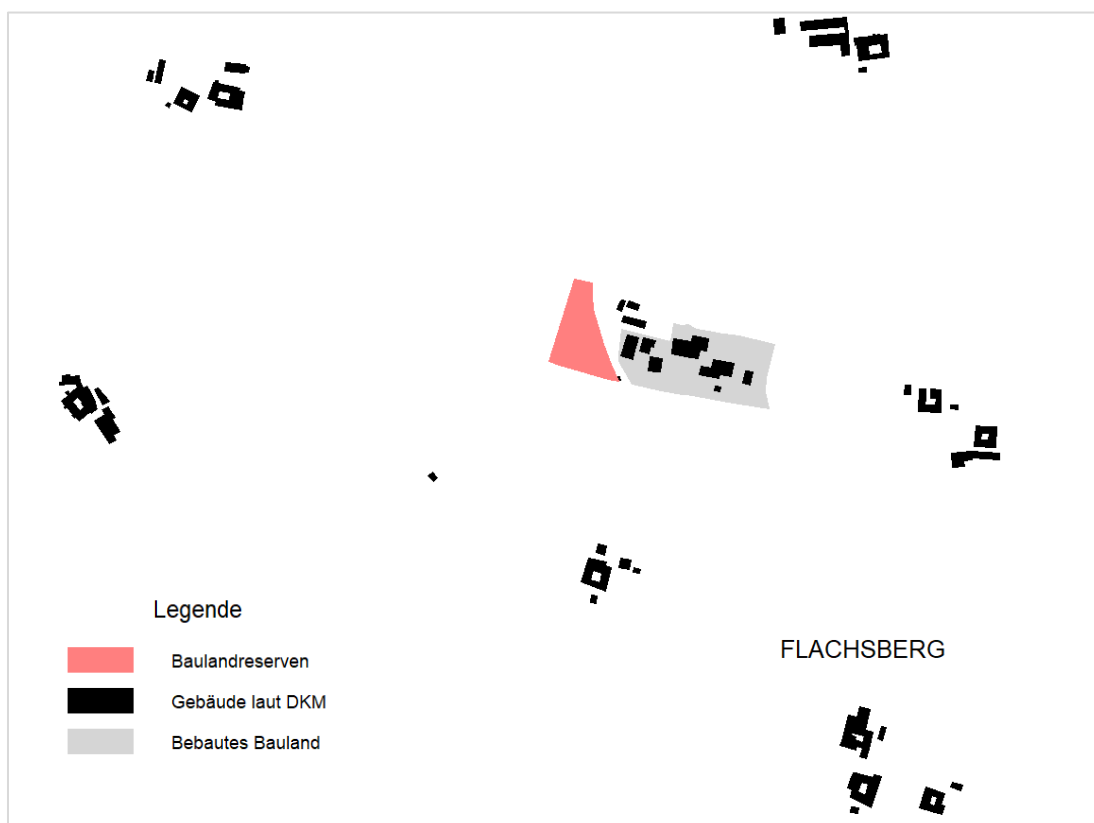 Legende
Baulandreserven
Gebäude laut DKM
Bebautes Bauland
FLACHSBERG